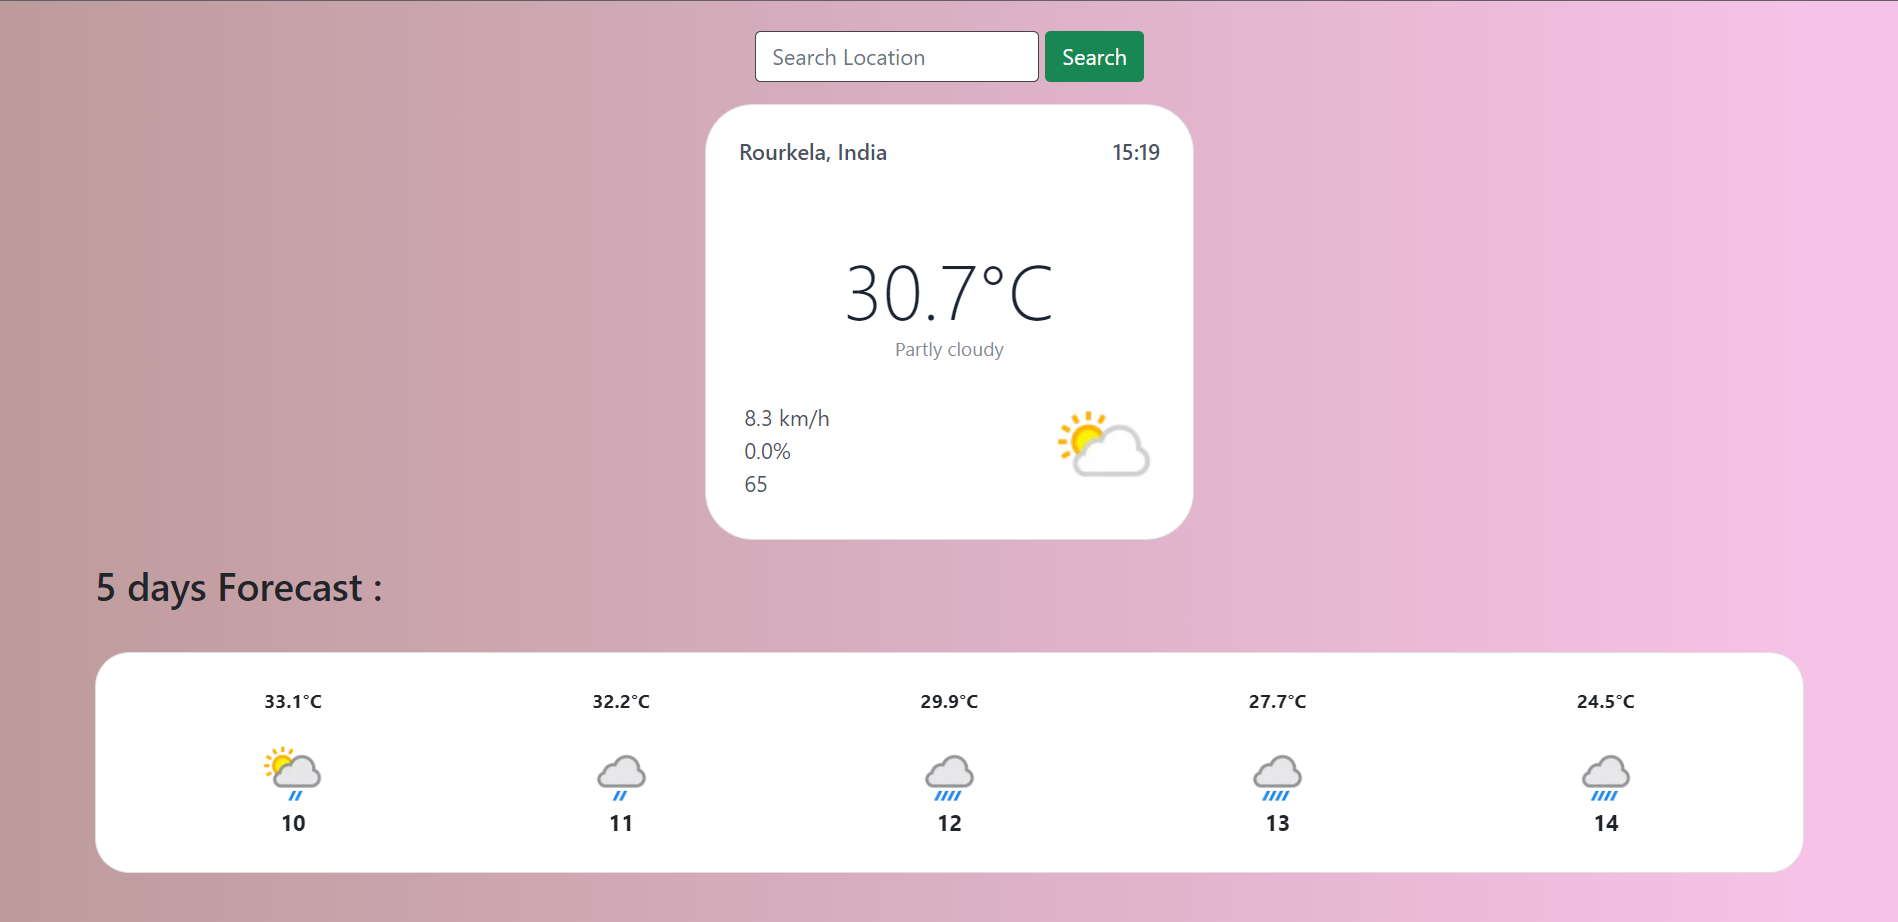 Search Location
Search
Rourkela, India
15:19
30.7°C
Partly cloudy
8.3 km/h
0.0%
65
5 days Forecast :
33.1°C
32.2°C
29.9°C
27.7°C
24.5°C
10
11
12
13
14